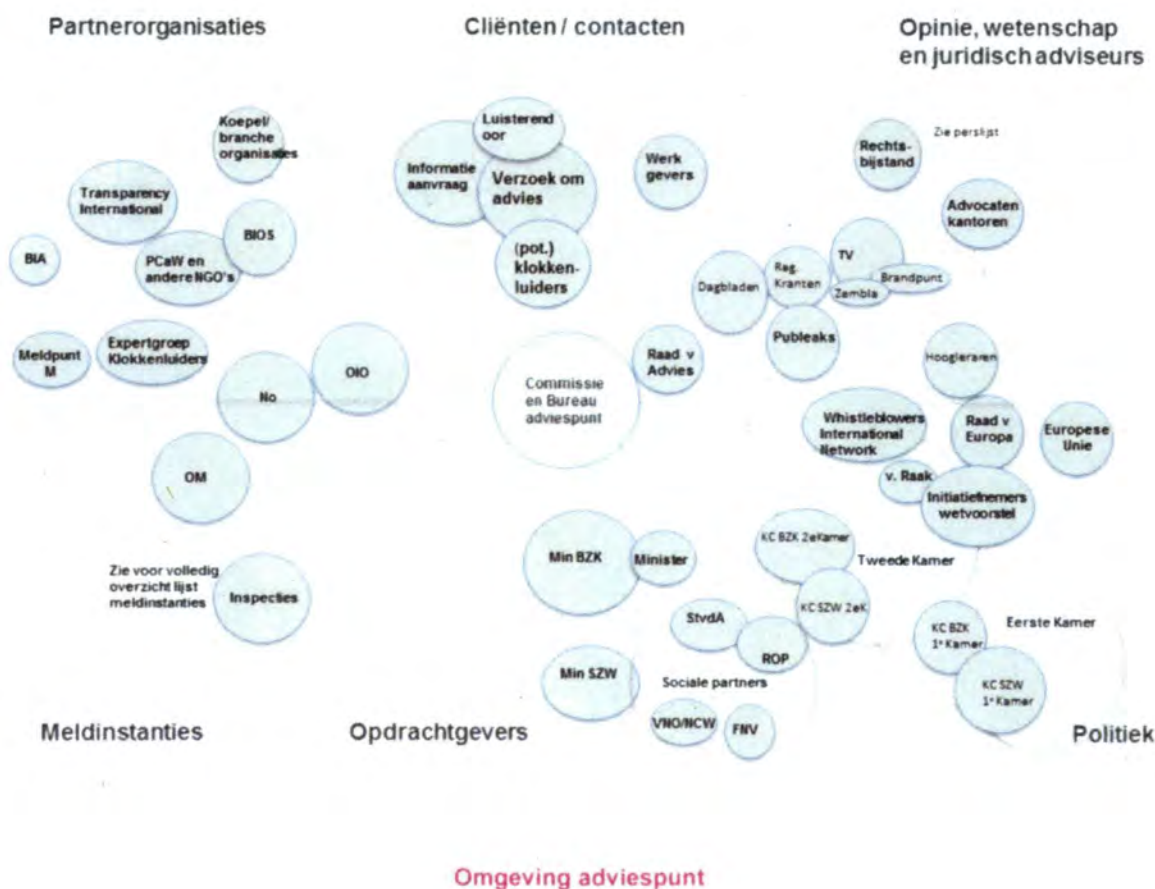 Partnerorganisaties
Cliënten / contacten
Opinie, wetenschap
en juridisch adviseurs
Koepel/
branche
organisaties
Transparency
International
BIOS
BIA
PCaW en
andere NGO's
Meldpunt
M
Expertgroep
Klokkenluiders
No
OIO
OM
Zie voor volledig
overzicht lijst
meldinstanties
Inspecties
Luisterend
oor
Informatie
aanvraag
Verzoek om
advies
(pot.)
klokken-
luiders
Werk
gevers
Commissie
en Bureau
adviespunt
Raad v
Advies
Rechts-
bijstand
Zie perslijst
Advocaten
kantoren
TV
Brandpunt
Zembla
Reg.
Kranten
Dagbladen
Publeaks
Hoogleraren
Whistleblowers
International
Network
Raad v
Europa
Europese
Unie
v. Raak
Initiatiefnemers
wetvoorstel
Min BZK
Minister
KC BZK 2eKamer
Tweede Kamer
KC SZW 2eK
StvdA
ROP
Min SZW
Sociale partners
VNO/NCW
FNV
KC BZK
1e Kamer
Eerste Kamer
KC SZW
1e Kamer
Meldinstanties
Opdrachtgevers
Politiek
Omgeving adviespunt